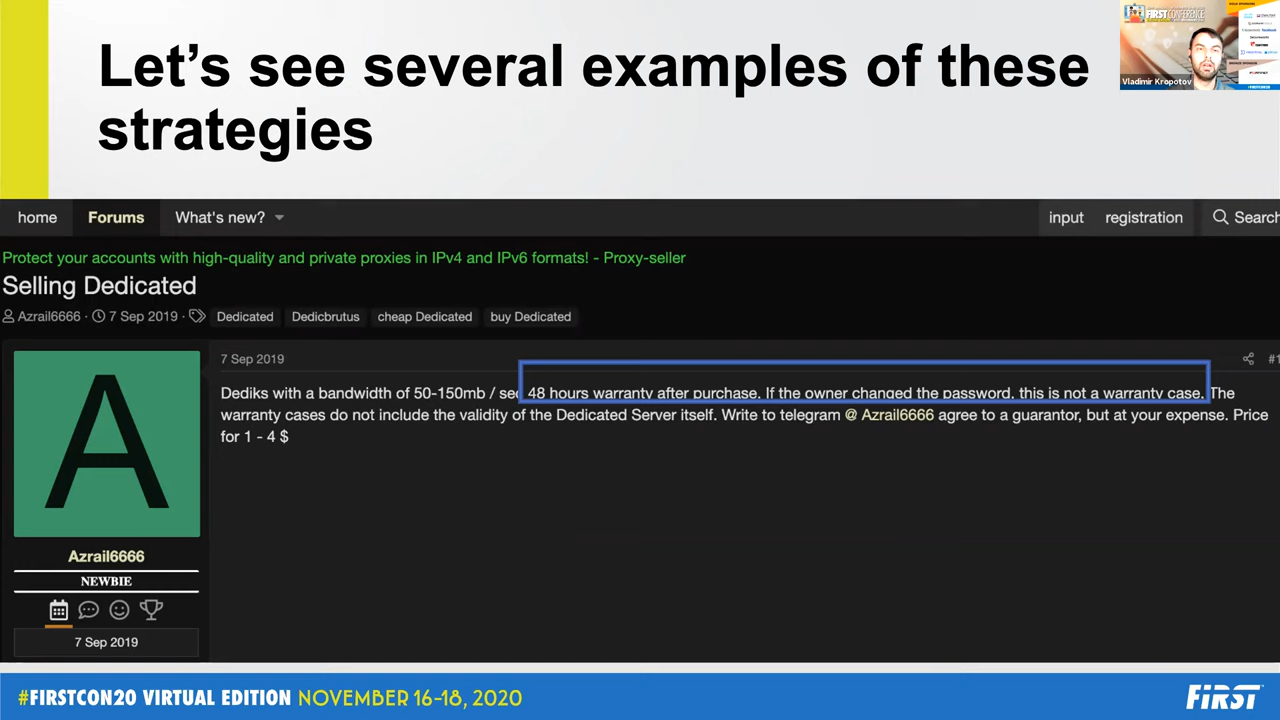 Let's see severa examples of these
strategies
FIRSTCONFERENCE
Vladimir Kropotov
home Forums What's new? input registration Search
Protect your accounts with high-quality and private proxies in IPv4 and IPv6 formats! - Proxy-seller
Selling Dedicated
Azrail6666 · 7 Sep 2019 · Dedicated Dedicbrutus cheap Dedicated buy Dedicated
A
7 Sep 2019 #1
Dediks with a bandwidth of 50-150mb / sec 48 hours warranty after purchase. If the owner changed the password, this is not a warranty case. The
warranty cases do not include the validity of the Dedicated Server itself. Write to telegram @ Azrail6666 agree to a guarantor, but at your expense. Price
for 1 - 4 $
Azrail6666
NEWBIE
7 Sep 2019
#FIRSTCON20 VIRTUAL EDITION NOVEMBER 16-18, 2020
FIRST